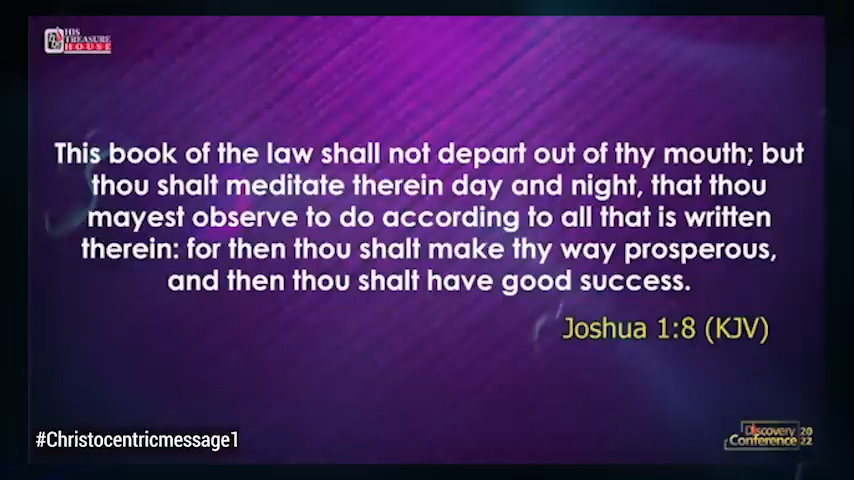 HIS
TREASURE
HOUSE
This book of the law shall not depart out of thy mouth; but
thou shalt meditate therein day and night, that thou
mayest observe to do according to all that is written
therein: for then thou shalt make thy way prosperous,
and then thou shalt have good success.
Joshua 1:8 (KJV)
#Christocentricmessage1
Discovery
Conference
2022